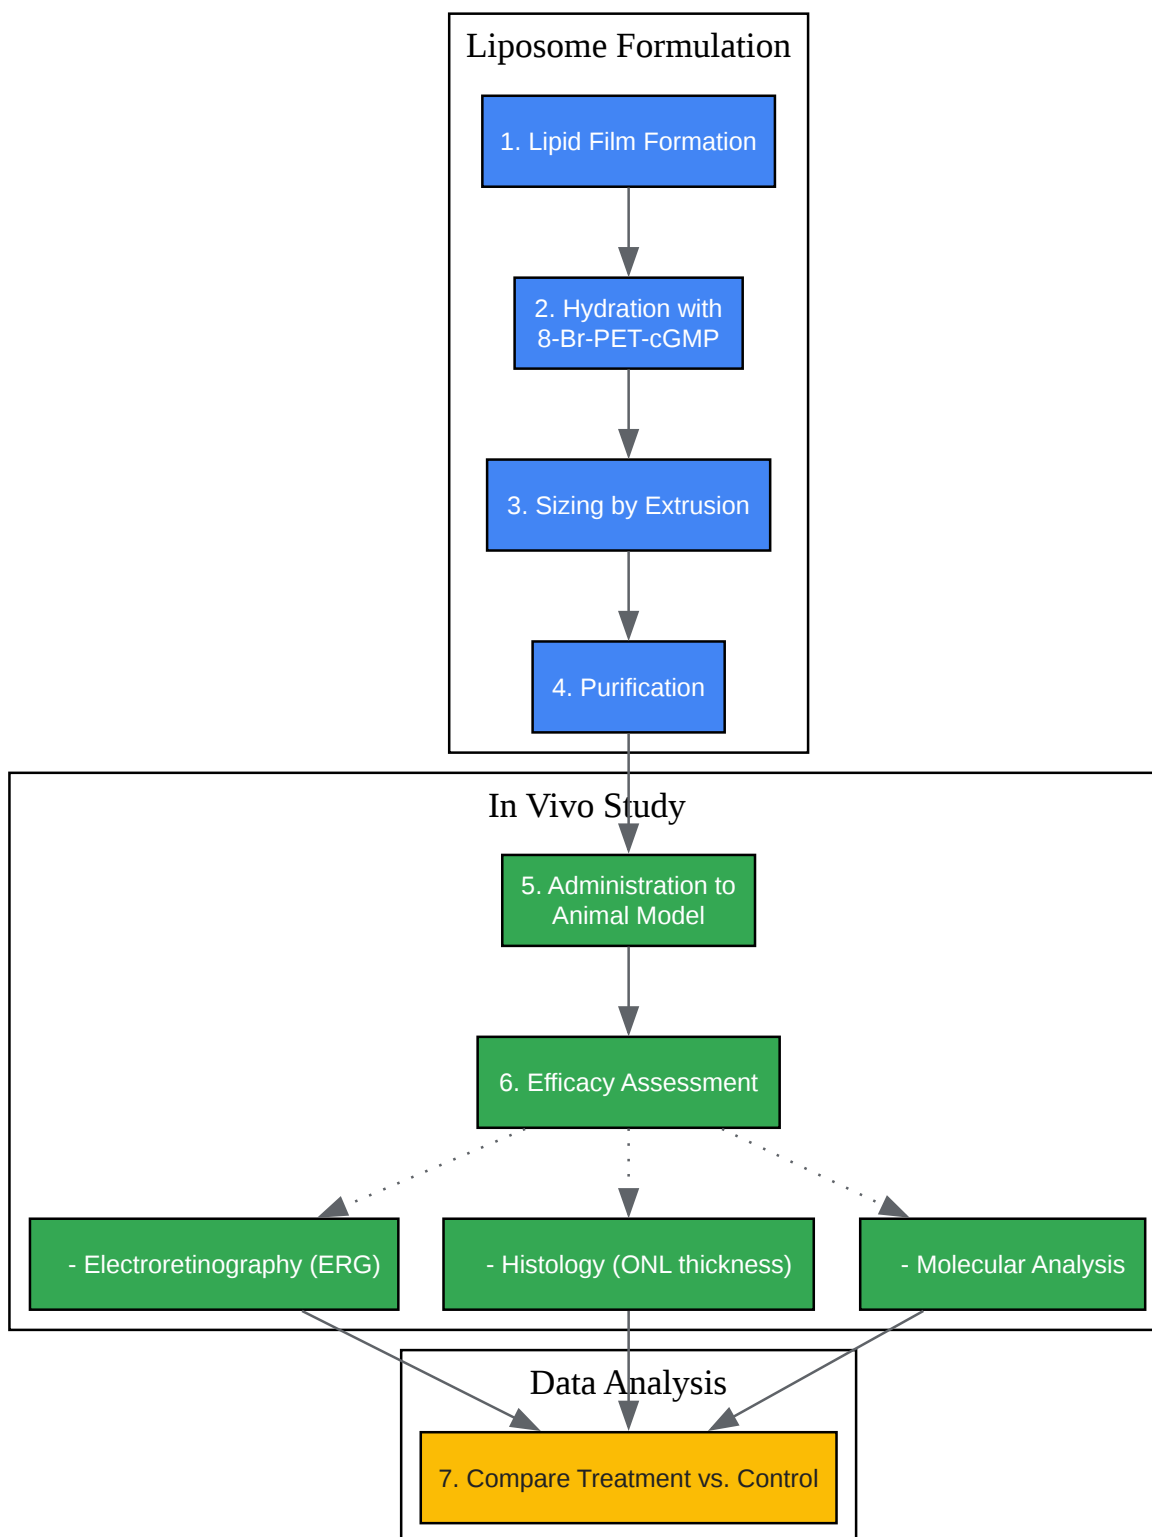 Liposome Formulation
1. Lipid Film Formation
2. Hydration with
8-Br-PET-cGMP
3. Sizing by Extrusion
4. Purification
In Vivo Study
5. Administration to
Animal Model
6. Efficacy Assessment
- Electroretinography (ERG)
- Histology (ONL thickness)
- Molecular Analysis
Data Analysis
7. Compare Treatment vs. Control